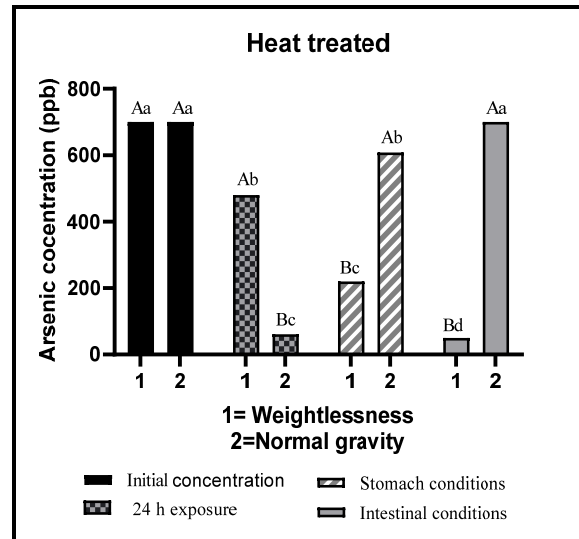 Heat treated
Arsenic cocentration (ppb)
800
600
400
200
0
Aa Aa
Ab
Bc
Bc
Ab
Bd
Aa
1 2 1 2 1 2 1 2
1= Weightlessness
2=Normal gravity
Initial concentration
Stomach conditions
24 h exposure
Intestinal conditions